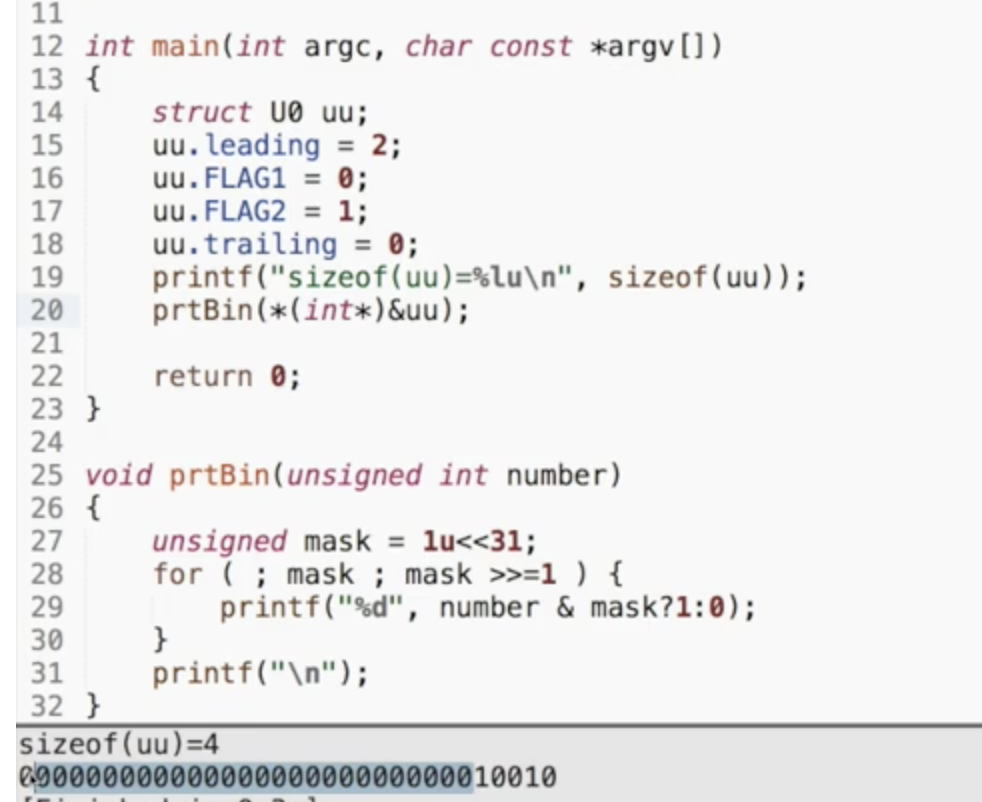 11
12 int main(int argc, char const *argv[])
13 {
14 struct U0 uu;
15 uu.leading = 2;
16 uu.FLAG1 = 0;
17 uu.FLAG2 = 1;
18 uu.trailing = 0;
19 printf("sizeof(uu)=%lu\n", sizeof(uu));
20 prtBin(*(int*)&uu);
21
22 return 0;
23 }
24
25 void prtBin(unsigned int number)
26 {
27 unsigned mask = 1u<<31;
28 for ( ; mask ; mask >>=1 ) {
29 printf("%d", number & mask?1:0);
30 }
31 printf("\n");
32 }
sizeof(uu)=4
00000000000000000000000000010010